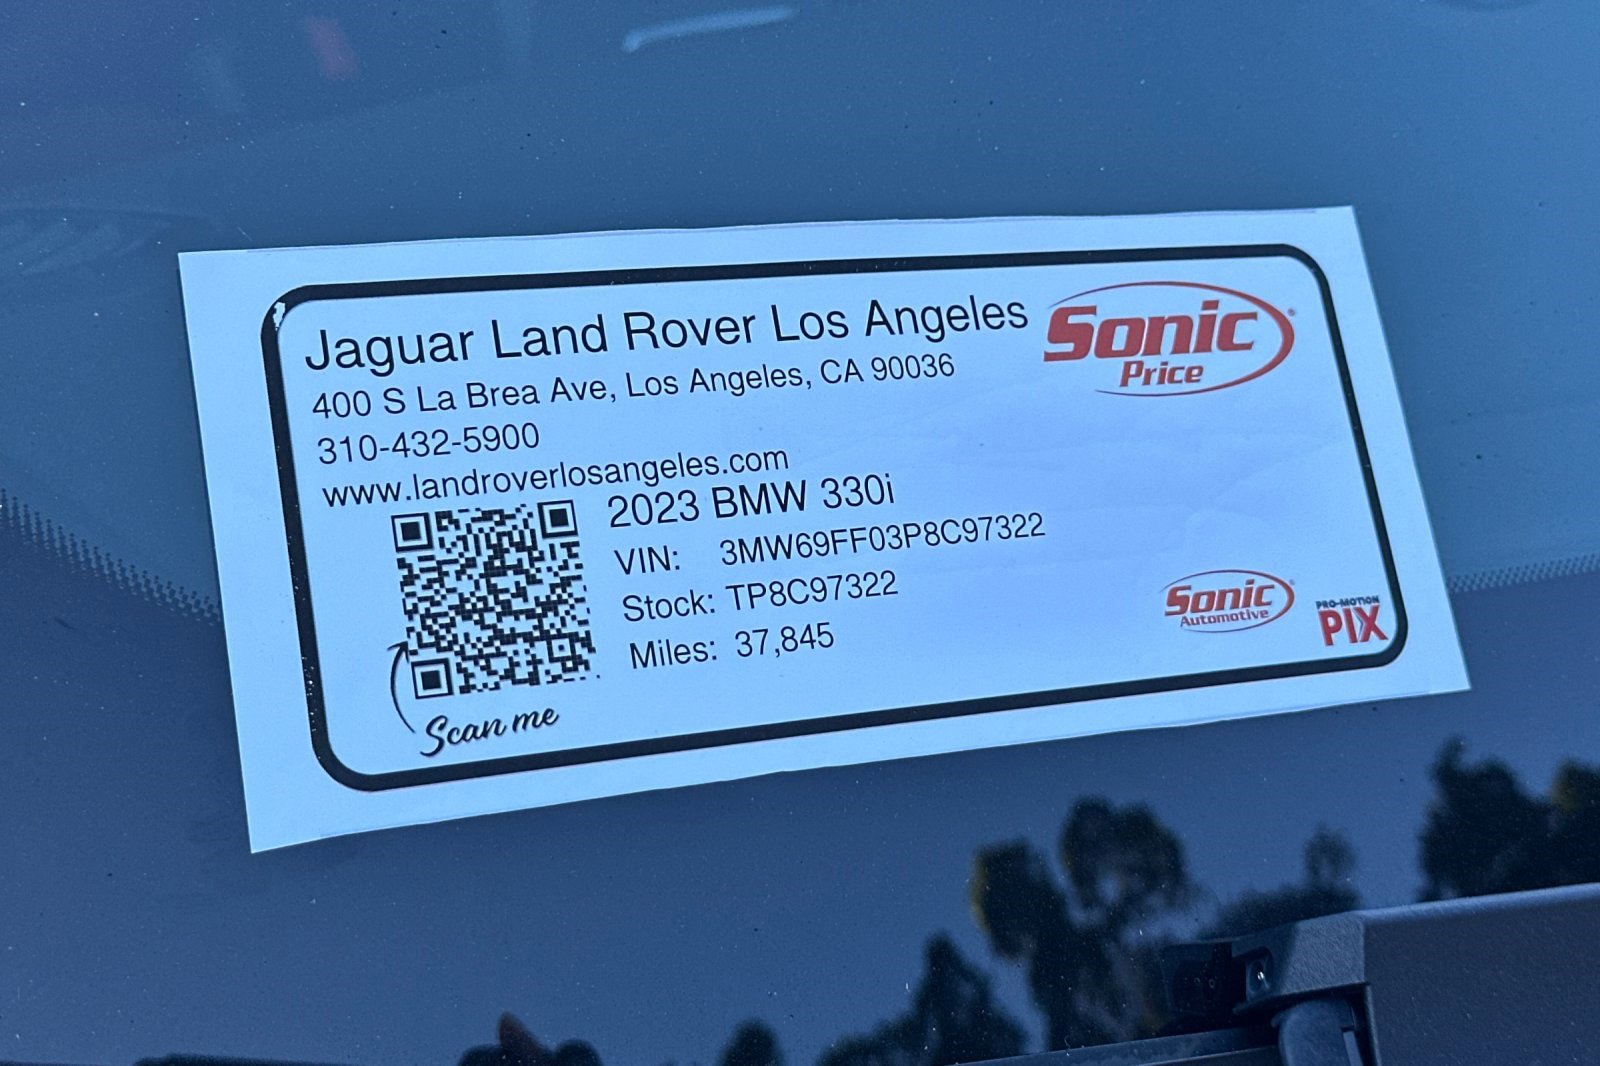 Jaguar Land Rover Los Angeles
400 S La Brea Ave, Los Angeles, CA 90036
310-432-5900
www.landroverlosangeles.com
Sonic®
Price
2023 BMW 330i
VIN: 3MW69FF03P8C97322
Stock: TP8C97322
Miles: 37,845
Scan me
Sonic®
Automotive
PRO-MOTION
PIX